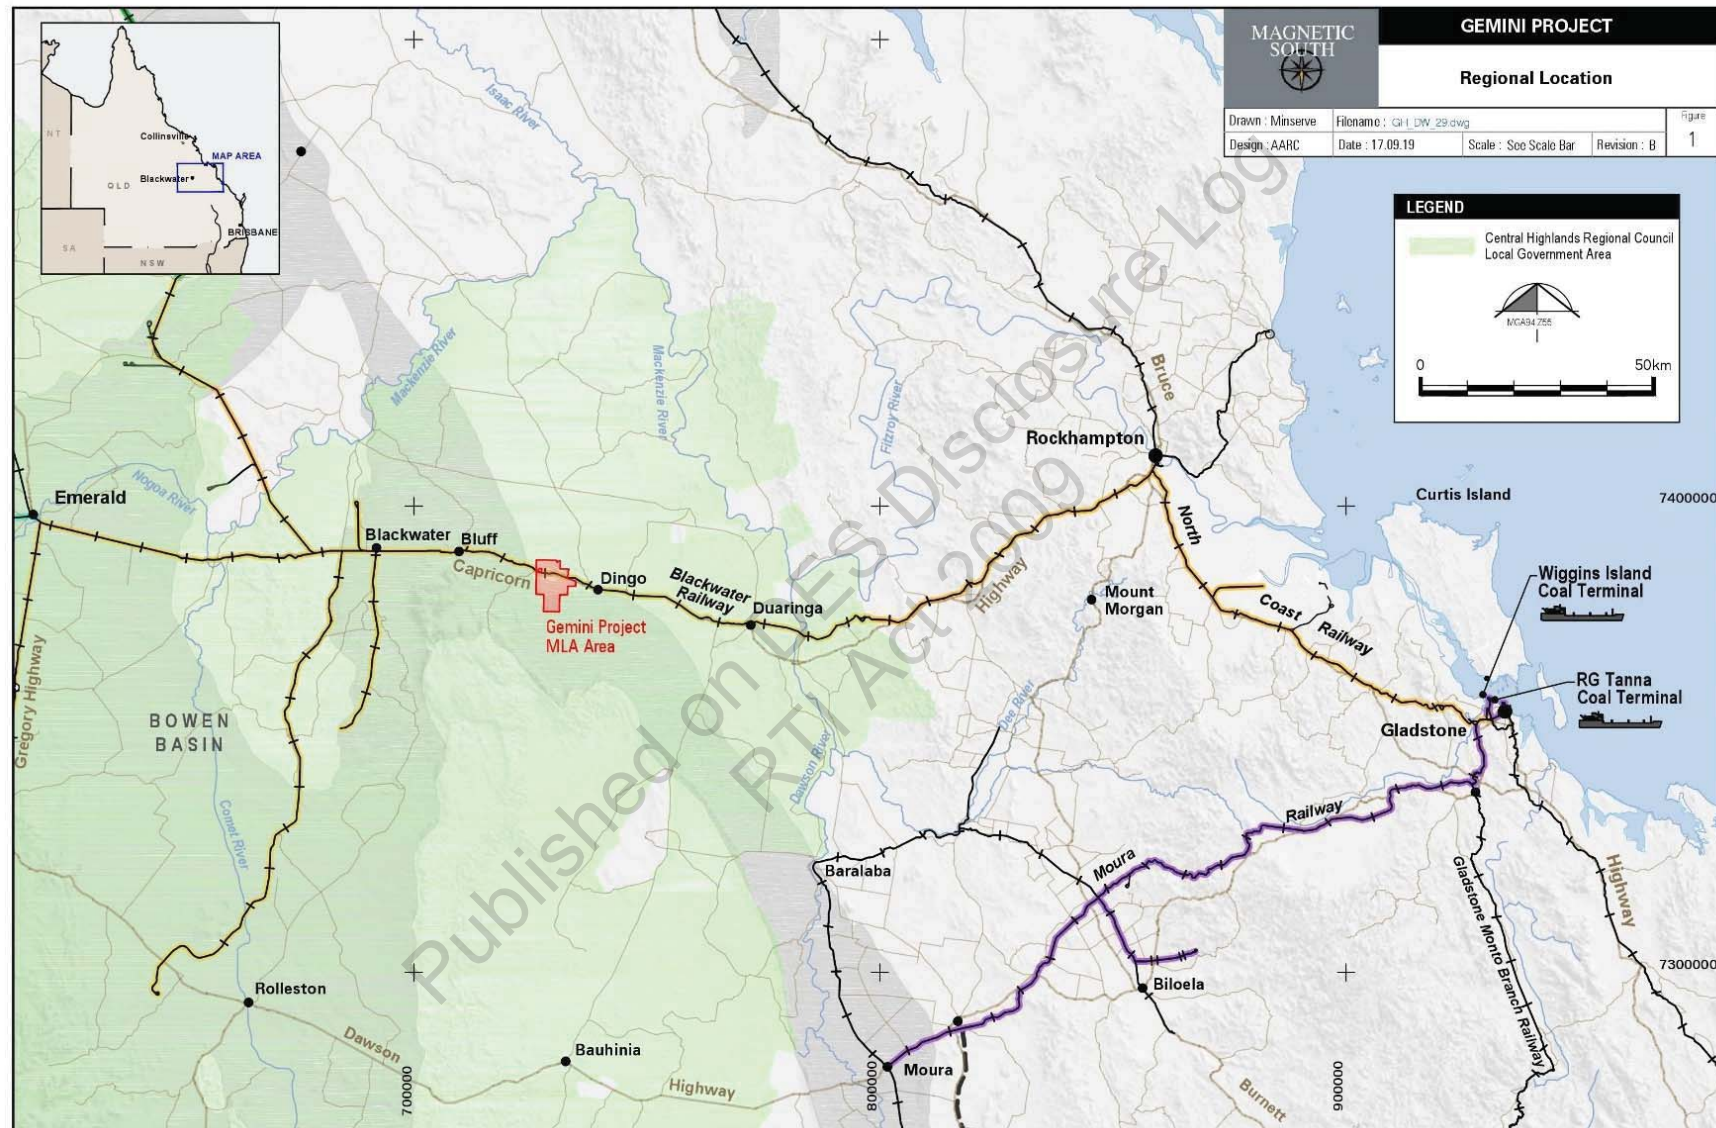 MAGNETIC
SOUTH
GEMINI PROJECT
Regional Location
Drawn : Minserve
Filename : GH_DW_29.dwg
Figure
1
Design : AARC
Date : 17.09.19
Scale : See Scale Bar
Revision : B
LEGEND
Central Highlands Regional Council
Local Government Area
MGA94 Z55
0
50km
NT
QLD
SA
NSW
Collinsville
MAP AREA
Blackwater
BRISBANE
Isaac River
Mackenzie River
Mackenzie River
Fitzroy River
Bruce
Rockhampton
Curtis Island
7400000
Nogoa River
Emerald
Blackwater
Bluff
Capricorn
Dingo
Blackwater
Railway
Duaringa
Highway
North
Coast
Railway
Mount
Morgan
Gemini Project
MLA Area
Wiggins Island
Coal Terminal
RG Tanna
Coal Terminal
Gladstone
Gregory Highway
BOWEN
BASIN
Comet River
Dawson River
Dee River
Railway
Moura
Baralaba
Gladstone Monto Branch Railway
Highway
7300000
Rolleston
Biloela
Dawson
Bauhinia
Highway
Moura
Burnett
700000
800000
900000
Published on DES Disclosure Log
RTI Act 2009